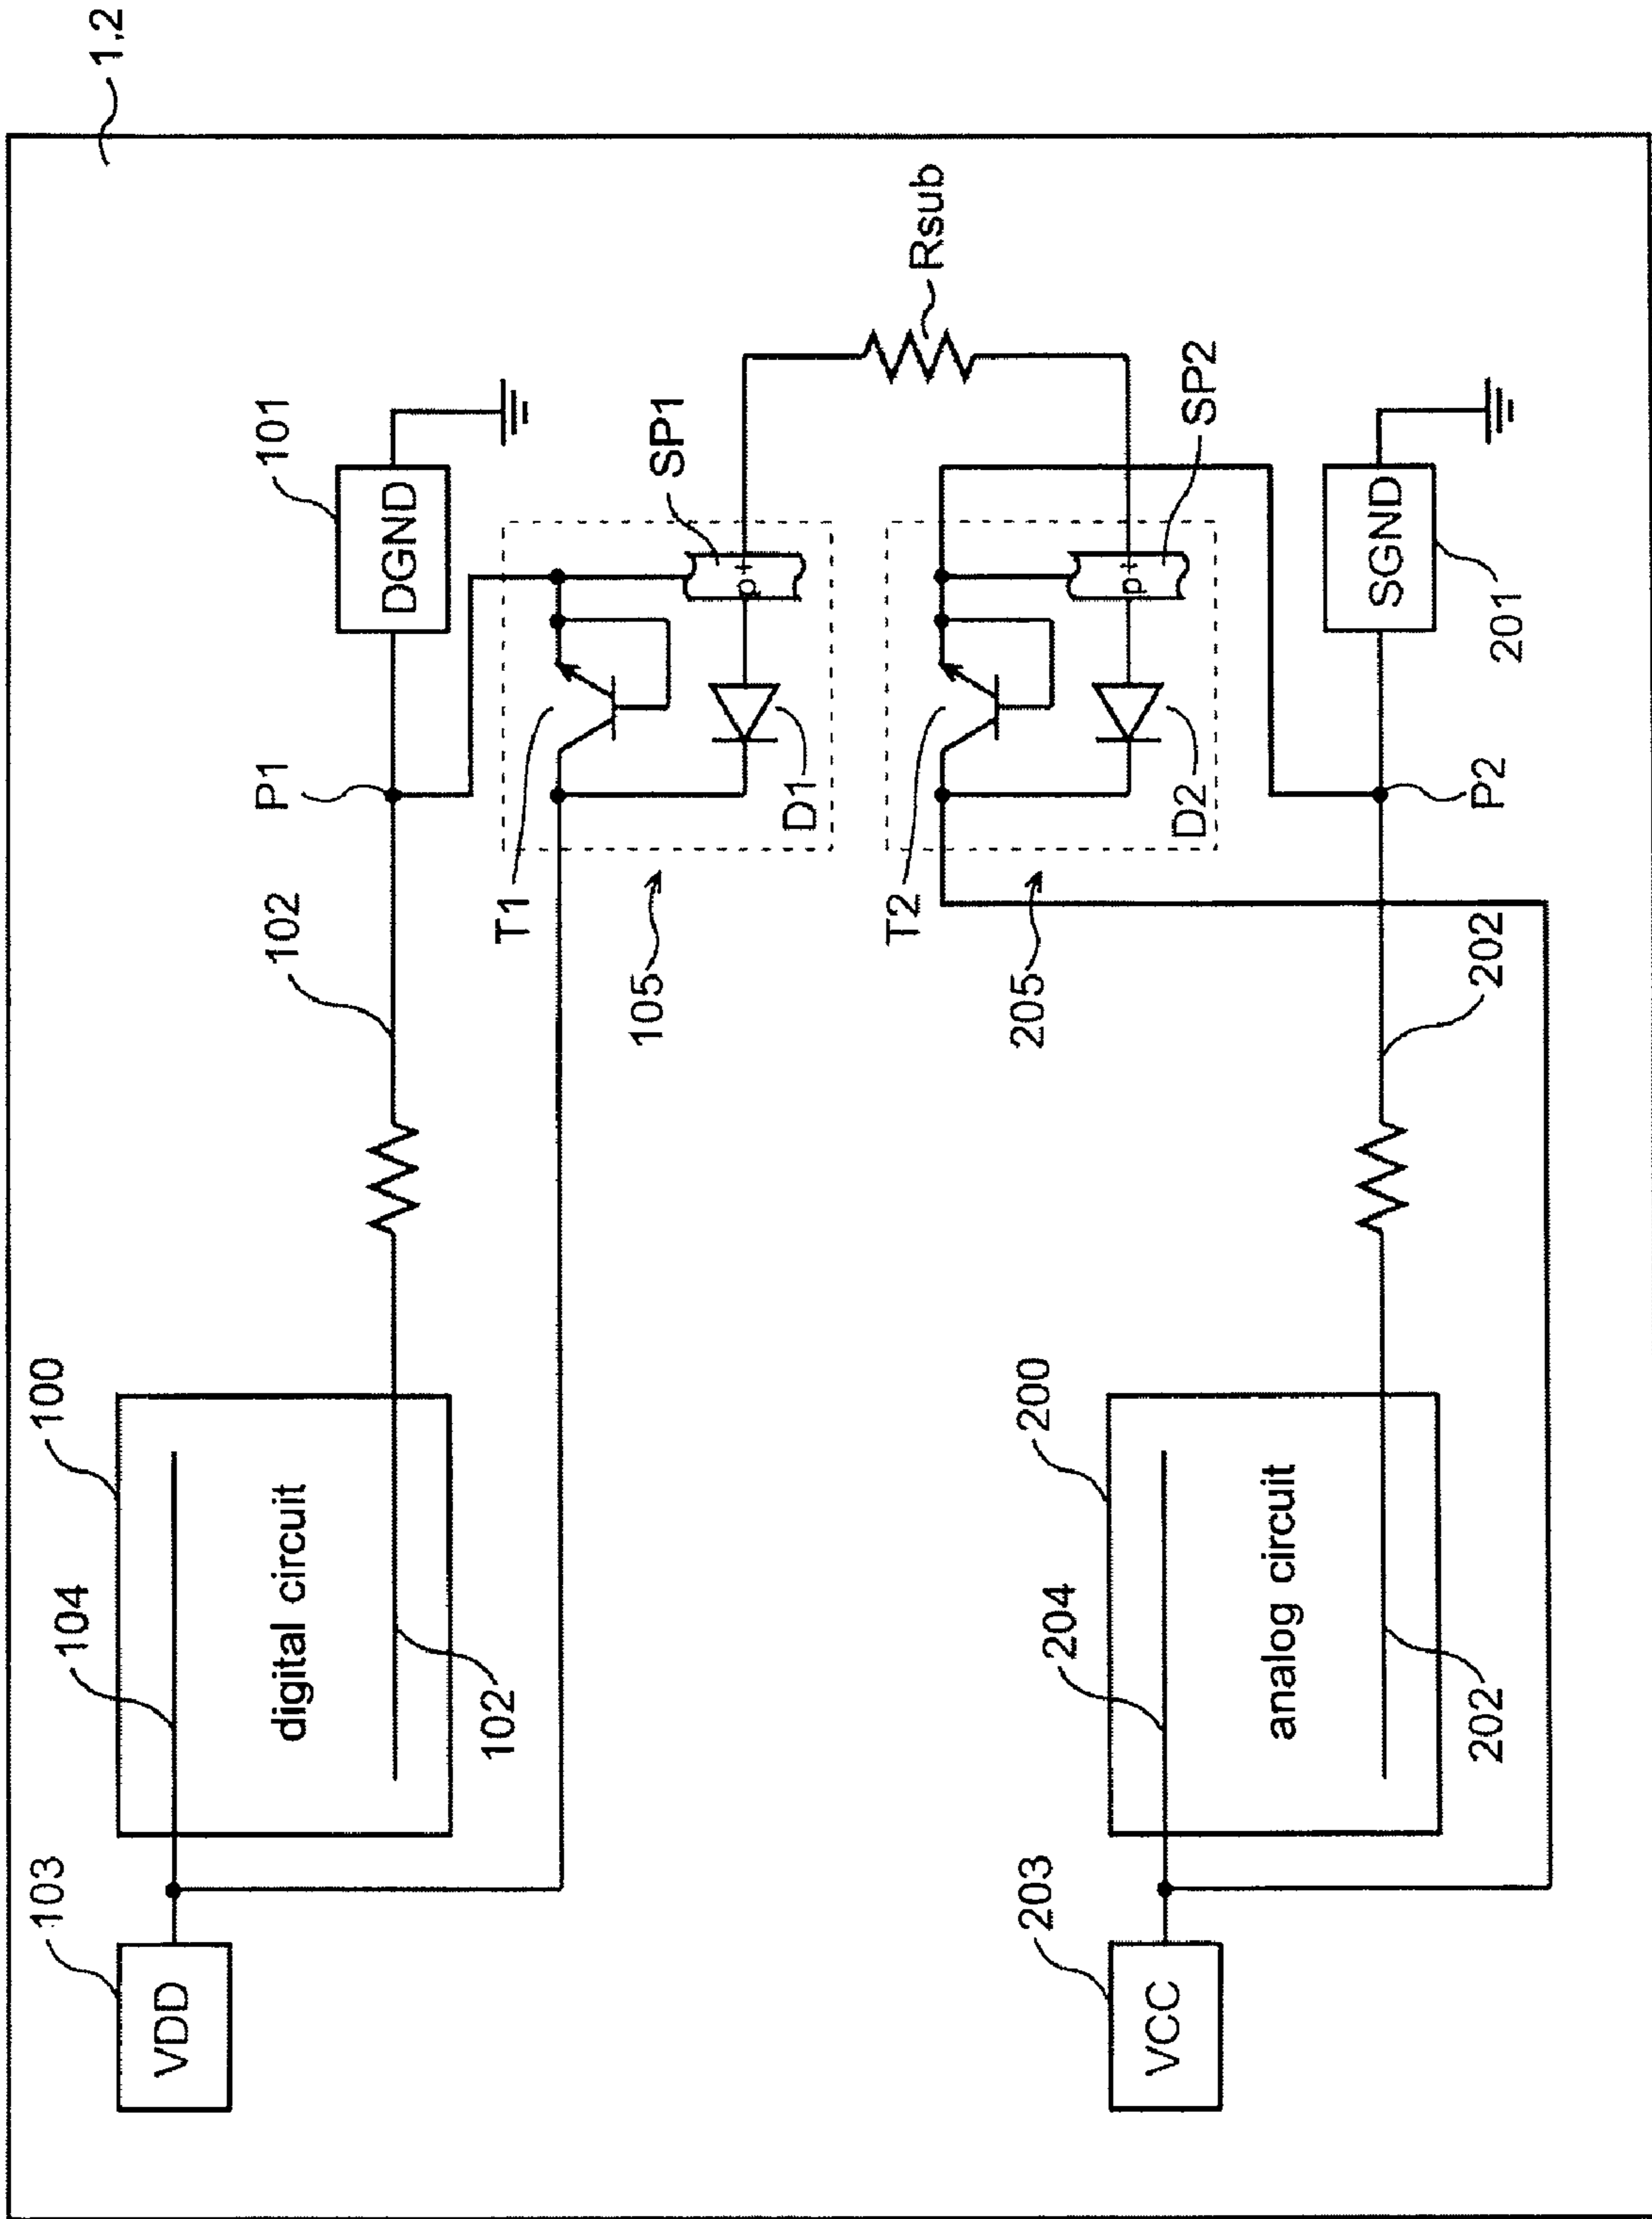 1,2
103
100
104
VDD
digital circuit
102
P1
101
DGND
102
T1
105
SP1
p+
D1
T2
Rsub
203
200
205
204
p+
VCC
D2
SP2
analog circuit
SGND
202
202
P2
201